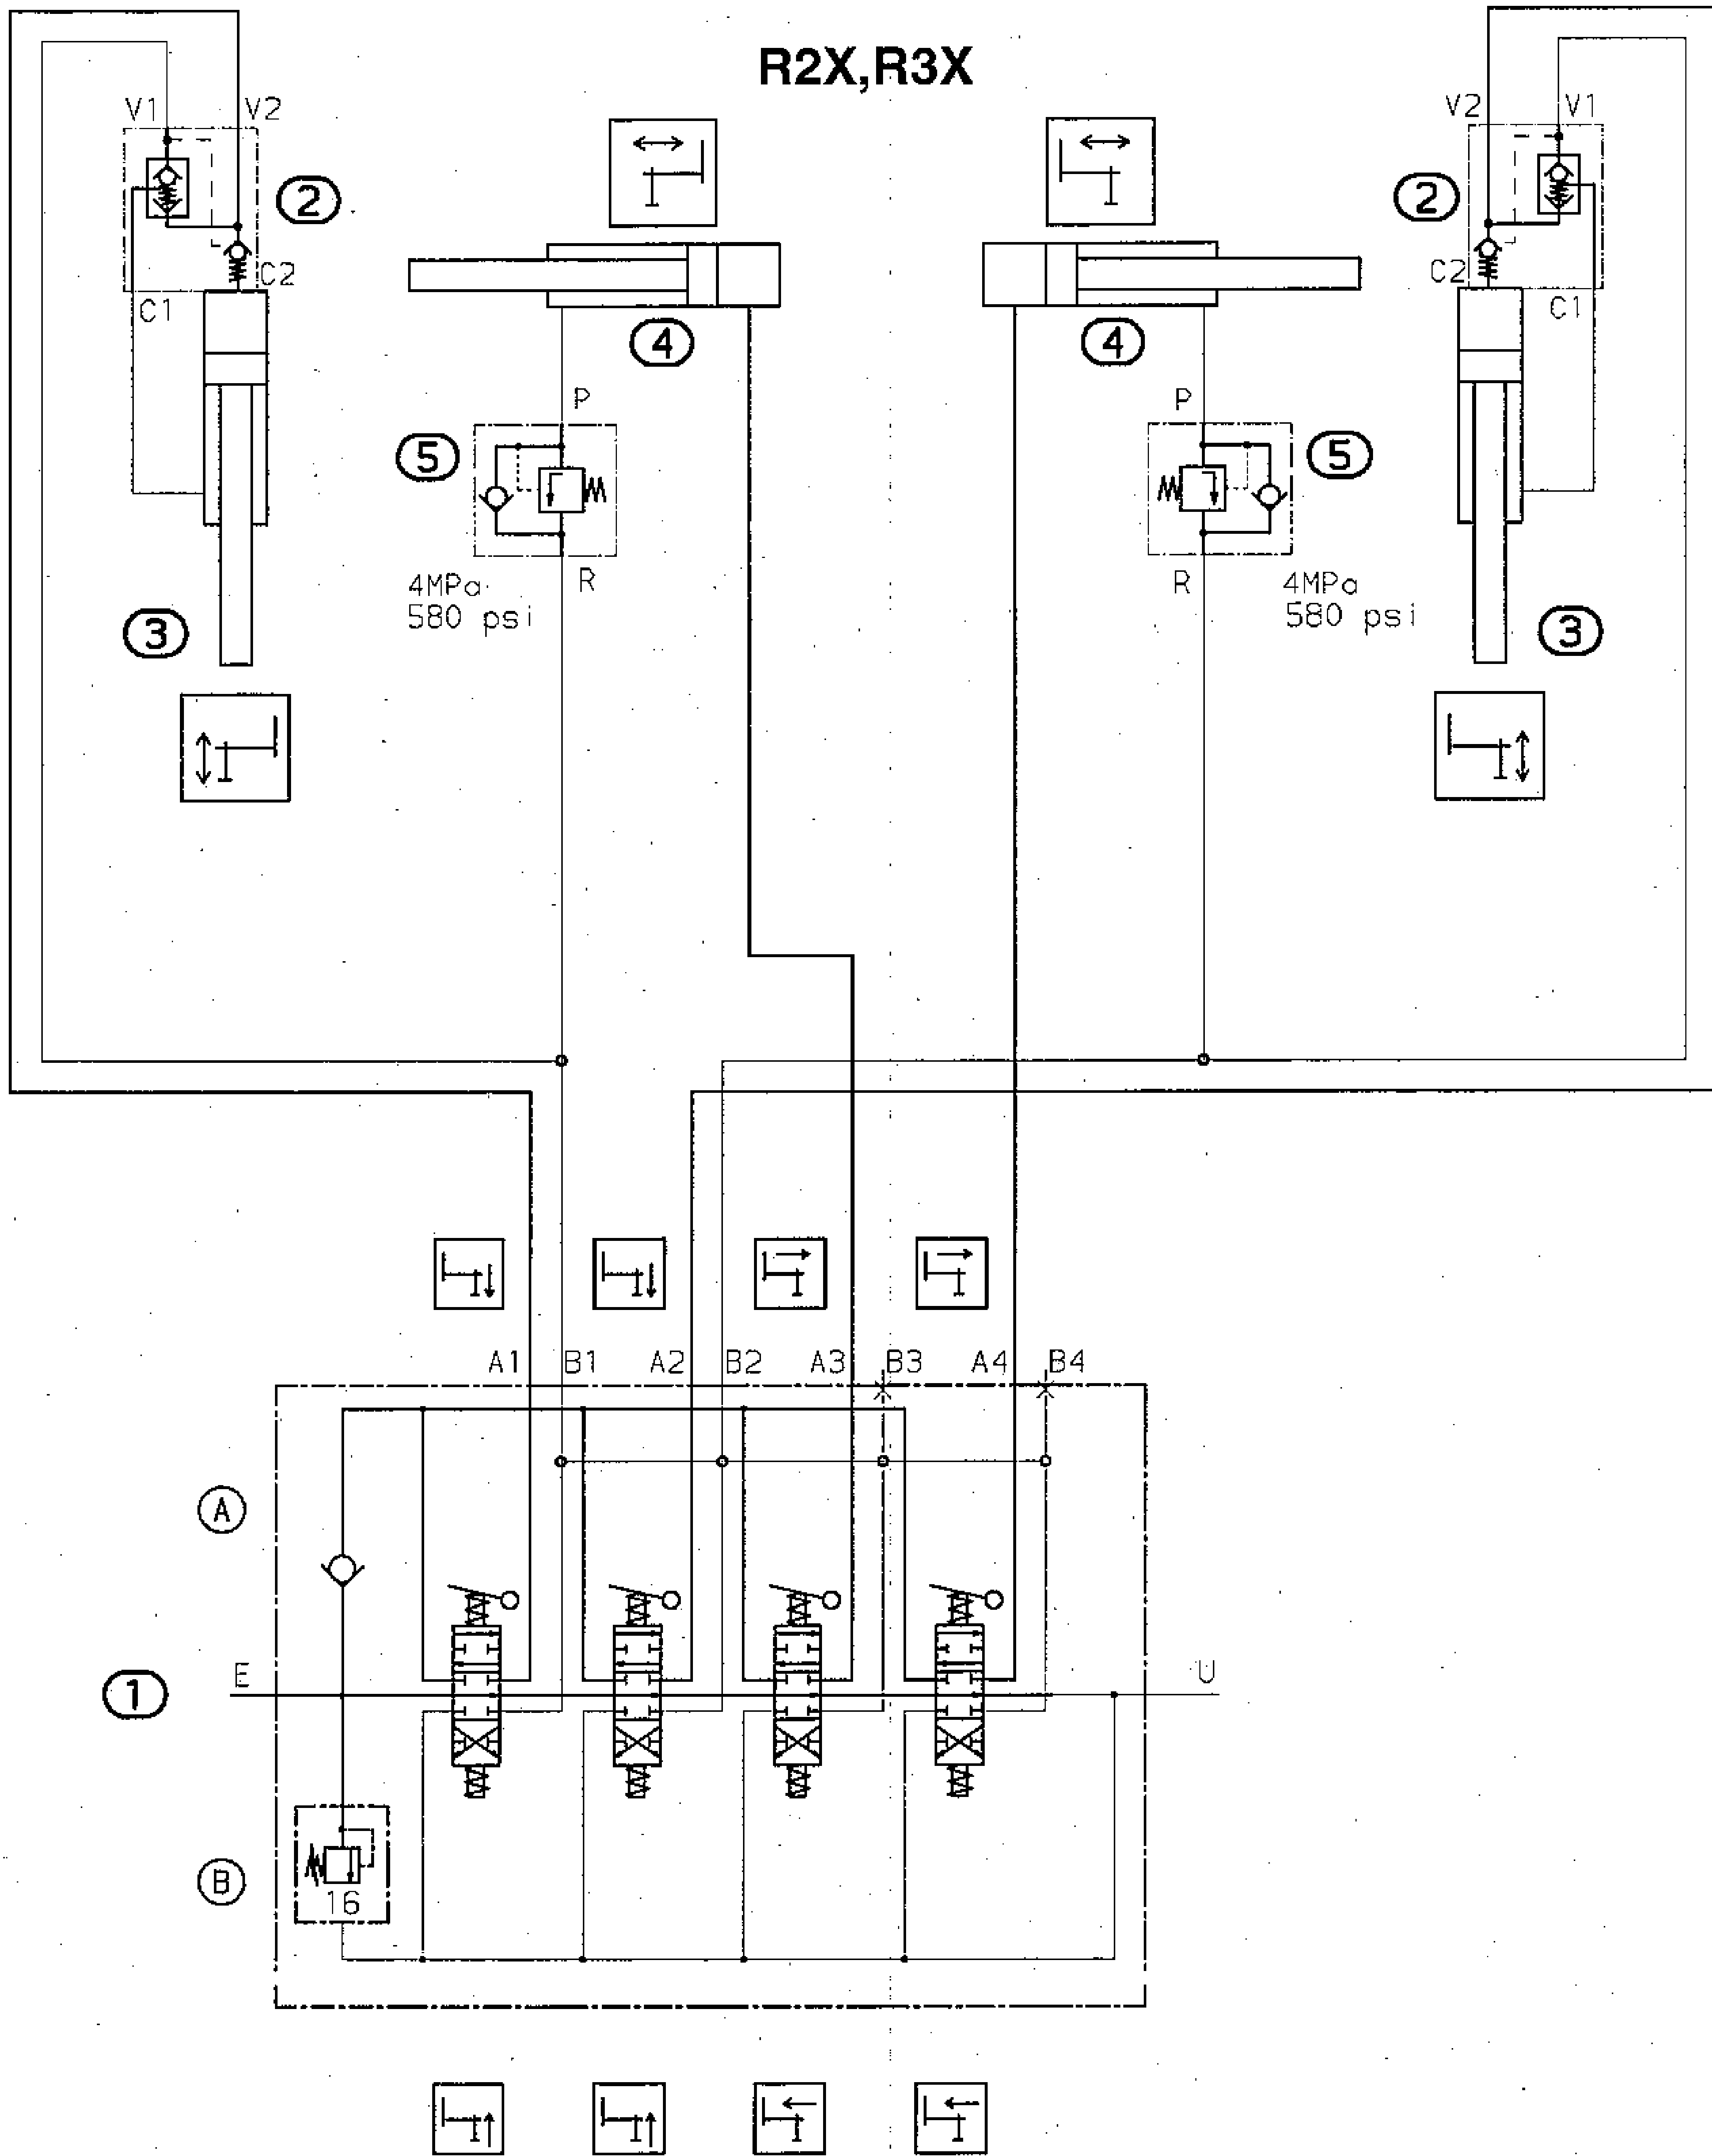 R2X,R3X
V1 V2
V2 V1
2
2
C2
C2
C1
C1
4
4
P
P
5
5
R
R
4MPa
580 psi
4MPa
580 psi
3
3
A1 B1 A2 B2 A3 B3 A4 B4
A
1
E
U
B
16